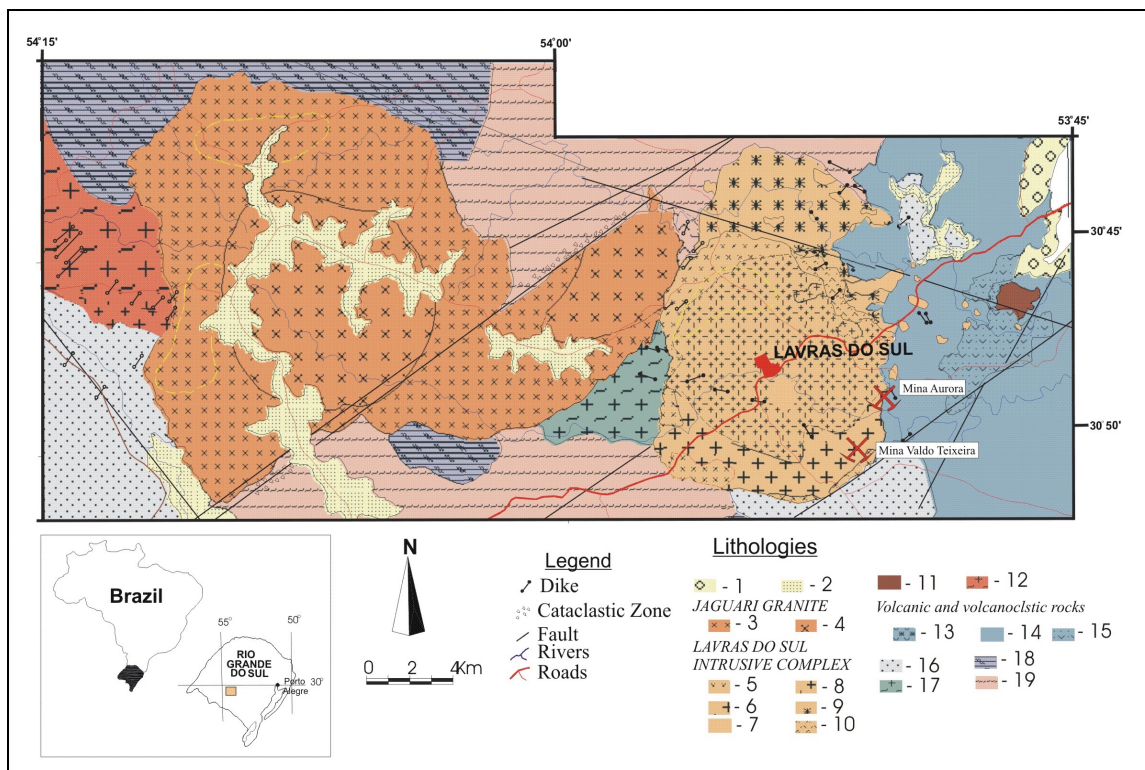 54°15'
54°00'
53°45'
30°45'
LAVRAS DO SUL
Mina Aurora
30°50'
Mina Valdo Teixeira
Brazil
55°
50°
RIO
GRANDE
DO SUL
Porto
Alegre
30°
N
0 2 4Km
Legend
Dike
Cataclastic Zone
Fault
Rivers
Roads
Lithologies
- 1
- 2
JAGUARI GRANITE
- 3
- 4
LAVRAS DO SUL
INTRUSIVE COMPLEX
- 5
- 8
- 6
- 9
- 7
- 10
- 11
- 12
Volcanic and volcanoclstic rocks
- 13
- 14
- 15
- 16
- 18
- 17
- 19